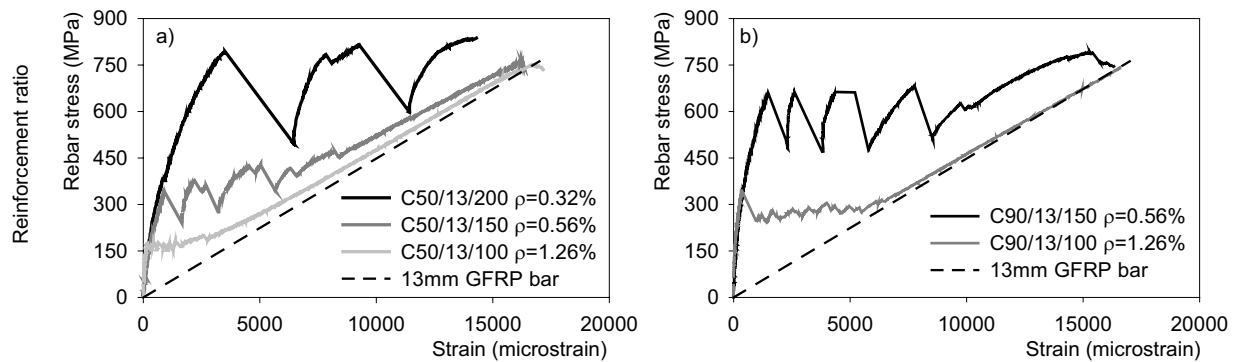 Reinforcement ratio
Rebar stress (MPa)
900
750
600
450
300
150
0
a)
C50/13/200 ρ=0.32%
C50/13/150 ρ=0.56%
C50/13/100 ρ=1.26%
13mm GFRP bar
0 5000 10000 15000 20000
Strain (microstrain)
Rebar stress (MPa)
900
750
600
450
300
150
0
b)
C90/13/150 ρ=0.56%
C90/13/100 ρ=1.26%
13mm GFRP bar
0 5000 10000 15000 20000
Strain (microstrain)